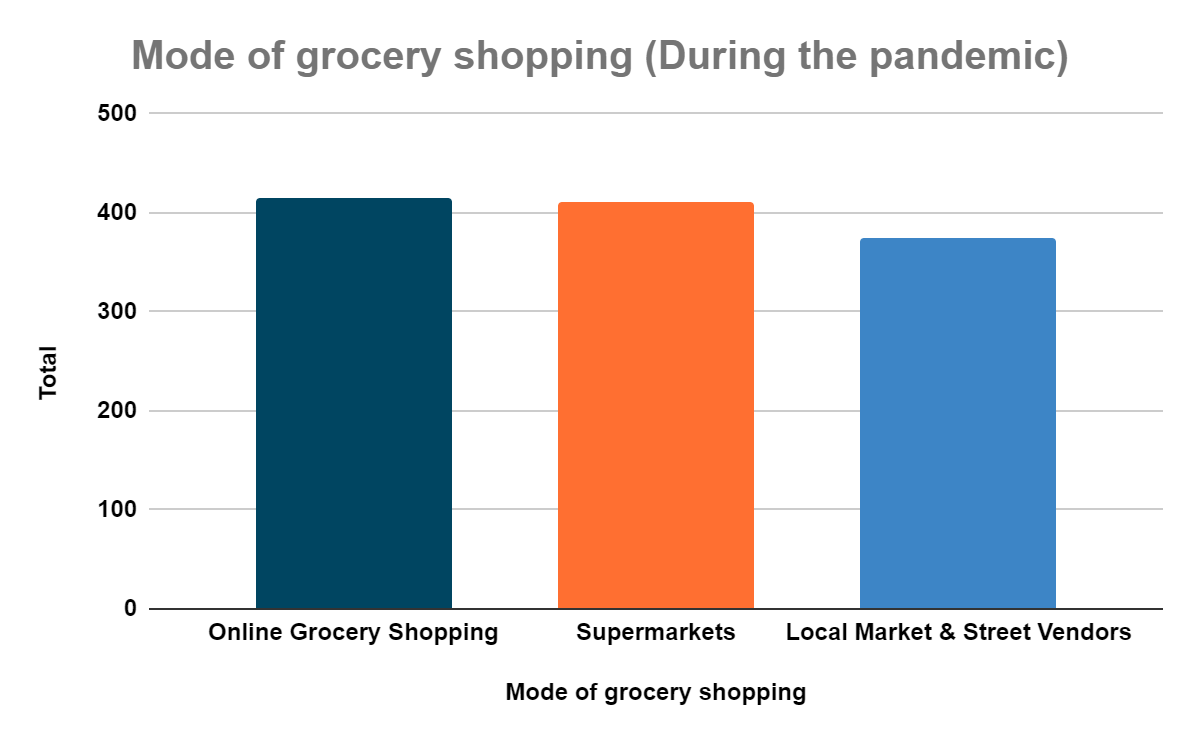 Mode of grocery shopping (During the pandemic)
500
400
300
200
100
0
Total
Online Grocery Shopping
Supermarkets
Local Market & Street Vendors
Mode of grocery shopping